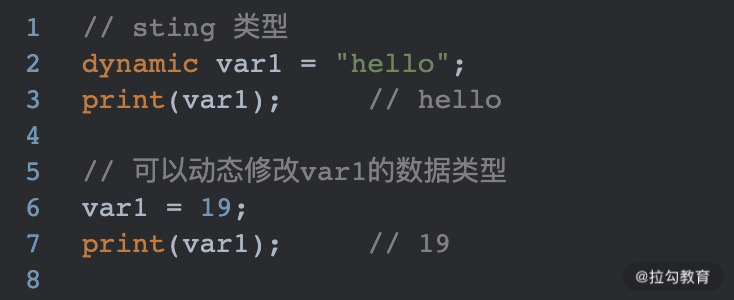 1 // sting 类型
2 dynamic var1 = "hello";
3 print(var1); // hello
4
5 // 可以动态修改var1的数据类型
6 var1 = 19;
7 print(var1); // 19
8
@拉勾教育